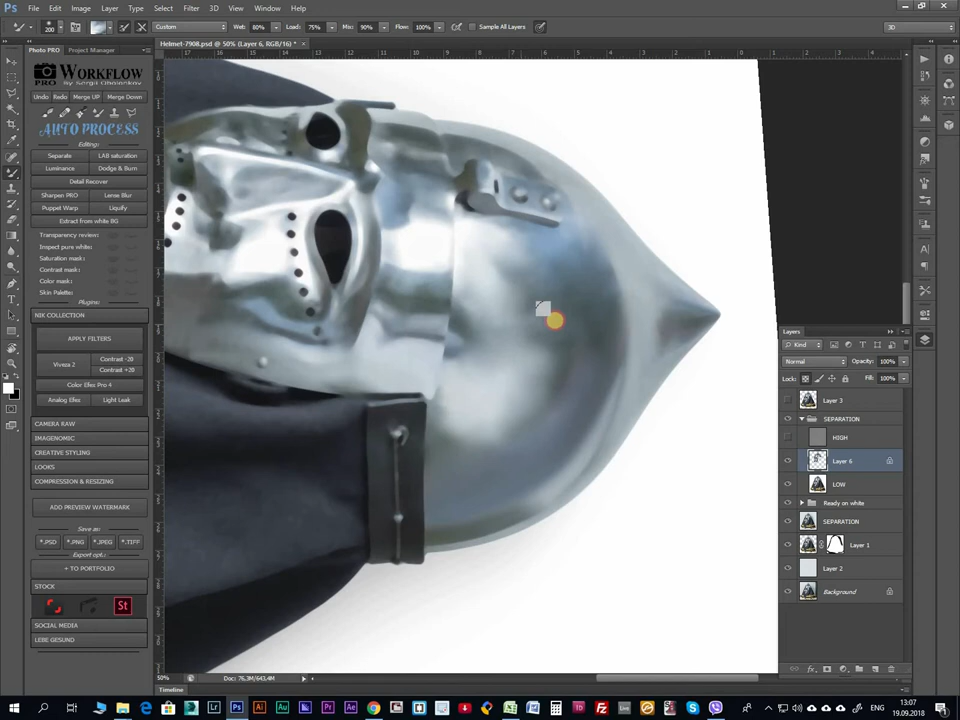 File Edit Image Layer Type Select Filter 3D View Window Help
Custom Wet: 80% Load: 75% Mix: 90% Flow: 100% Sample All Layers 3D
200
Helmet-7908.psd @ 50% (Layer 6, RGB/16) * ×
Photo PRO Project Manager
WORKFLOW
PRO
Undo Redo Merge UP Merge Down
AUTO PROCESS
Editing:
Separate LAB saturation
Luminance Dodge & Burn
Detail Recover
Sharpen PRO Lense Blur
Puppet Warp Liquify
Extract from white BG
Transparency review:
Inspect pure white:
Saturation mask:
Contrast mask:
Color mask:
Skin Palette:
Plugins:
NIK COLLECTION
APPLY FILTERS
Viveza 2 Contrast -20
Contrast +20
Color Efex Pro 4
Analog Efex Light Leak
CAMERA RAW
IMAGENOMIC
CREATIVE STYLING
LOOKS
COMPRESSION & RESIZING
ADD PREVIEW WATERMARK
Save as:
*.PSD *.PNG *.JPG *.TIFF
Export opt.:
+ TO PORTFOLIO
STOCK
St
SOCIAL MEDIA
LEBE GESUND
Layers
Kind
Normal Opacity: 100%
Lock: Fill: 100%
Layer 3
SEPARATION
HIGH
Layer 6
LOW
Ready on white
SEPARATION
Layer 1
Layer 2
Background
50% Doc: 76,3M/643,4M
Timeline
ENG 13:07
19.09.2018